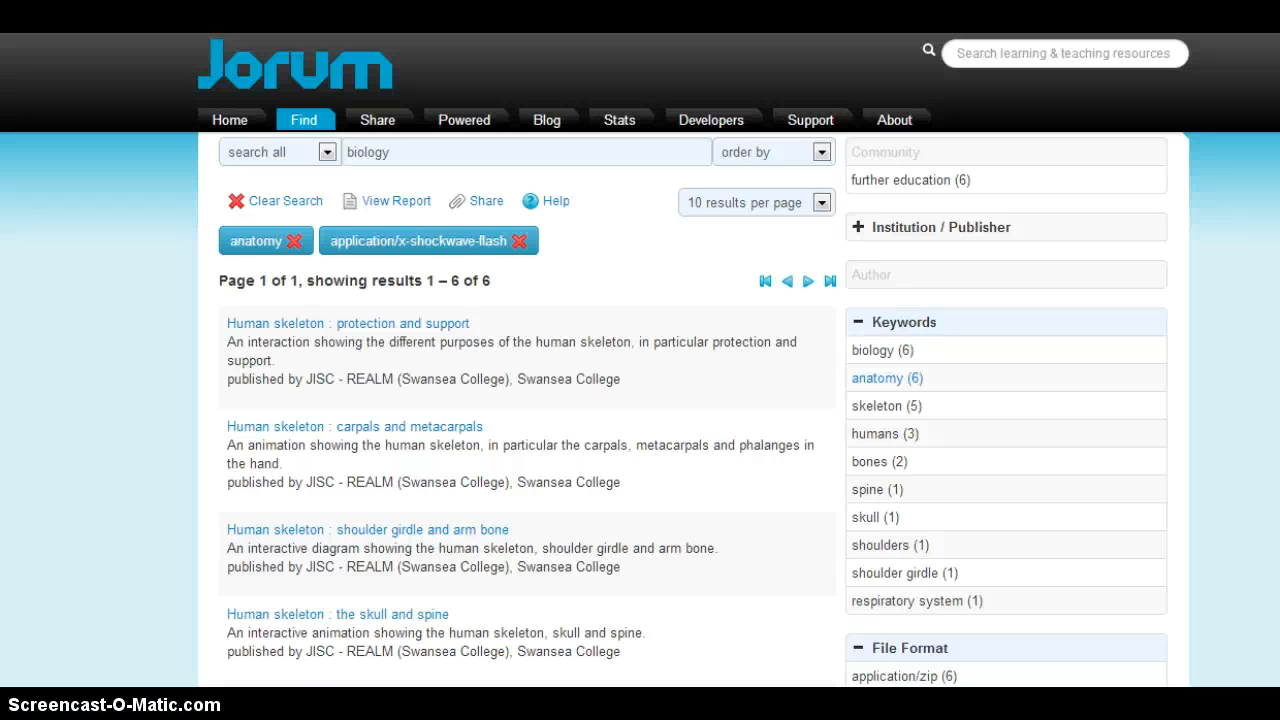 Jorum
Search learning & teaching resources
Home
Find
Share
Powered
Blog
Stats
Developers
Support
About
search all
biology
order by
Clear Search
View Report
Share
Help
10 results per page
anatomy
application/x-shockwave-flash
Page 1 of 1, showing results 1 – 6 of 6
Human skeleton : protection and support
An interaction showing the different purposes of the human skeleton, in particular protection and
support.
published by JISC - REALM (Swansea College), Swansea College
Human skeleton : carpals and metacarpals
An animation showing the human skeleton, in particular the carpals, metacarpals and phalanges in
the hand.
published by JISC - REALM (Swansea College), Swansea College
Human skeleton : shoulder girdle and arm bone
An interactive diagram showing the human skeleton, shoulder girdle and arm bone.
published by JISC - REALM (Swansea College), Swansea College
Human skeleton : the skull and spine
An interactive animation showing the human skeleton, skull and spine.
published by JISC - REALM (Swansea College), Swansea College
Community
further education (6)
Institution / Publisher
Author
Keywords
biology (6)
anatomy (6)
skeleton (5)
humans (3)
bones (2)
spine (1)
skull (1)
shoulders (1)
shoulder girdle (1)
respiratory system (1)
File Format
application/zip (6)
Screencast-O-Matic.com